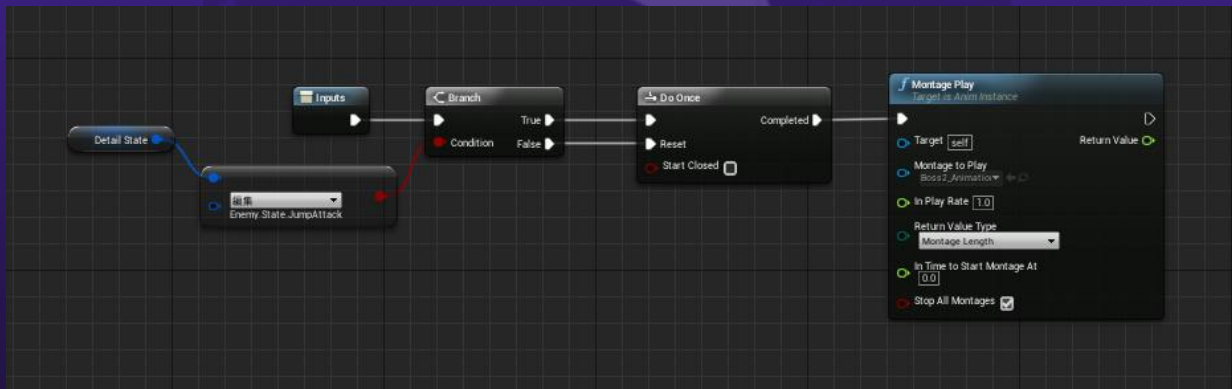 Detail State
編集
Enemy.State.JumpAttack
Inputs
Branch
True
Condition
False
Do Once
Completed
Reset
Start Closed
f Montage Play
Target is Anim Instance
Target self
Return Value
Montage to Play
Boss2_Animation
In Play Rate 1.0
Return Value Type
Montage Length
In Time to Start Montage At
0.0
Stop All Montages